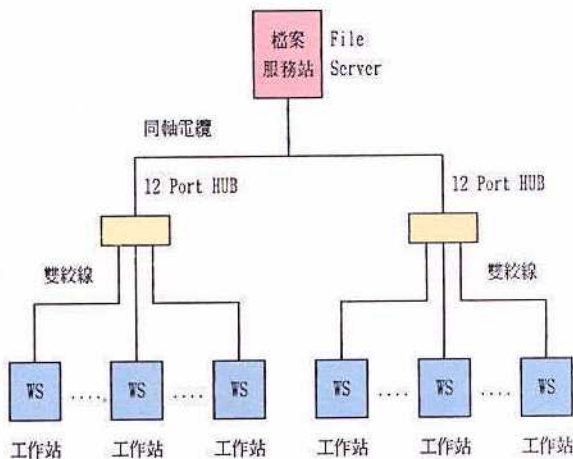 檔案 File
服務站 Server
同軸電纜
12 Port HUB 12 Port HUB
雙絞線 雙絞線
WS ..... WS .... WS WS .... WS .... WS
工作站 工作站 工作站 工作站 工作站 工作站